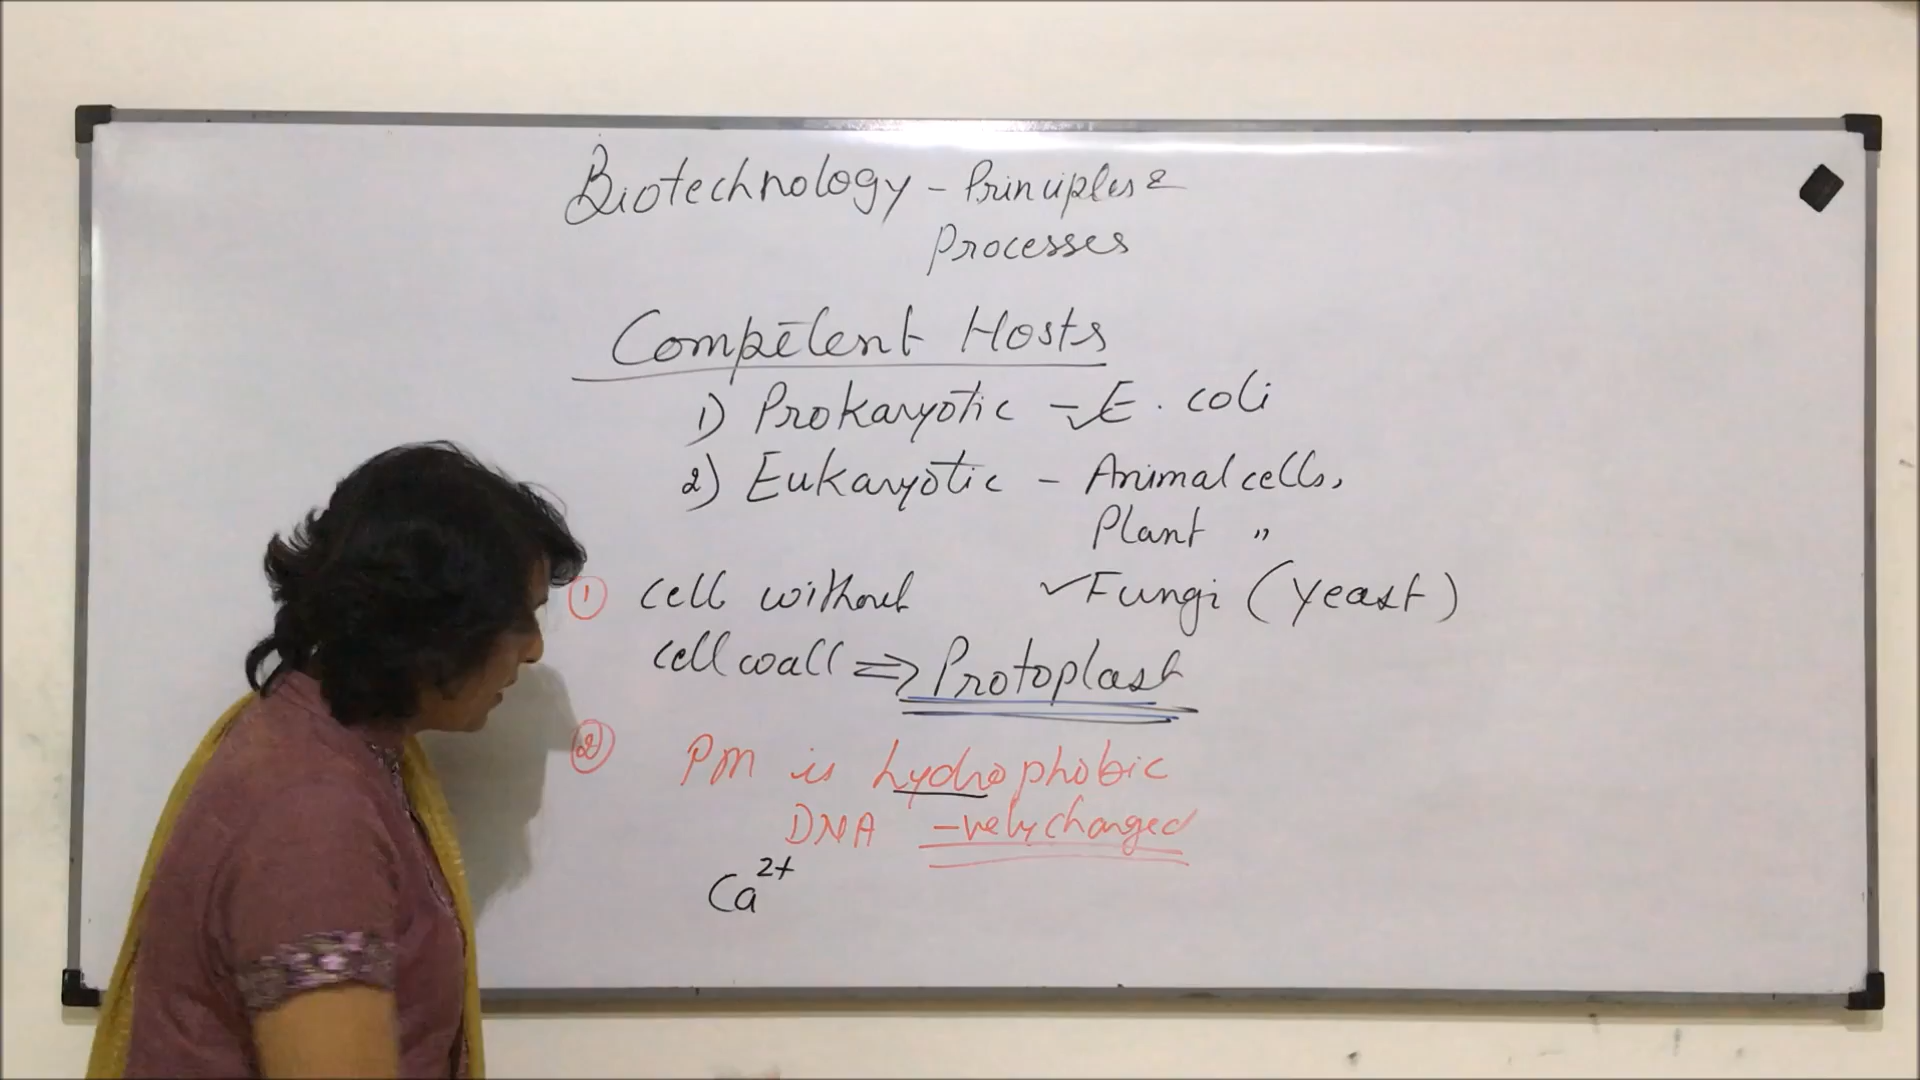 Biotechnology - Principles &
Processes
Competent Hosts
1) Prokaryotic - ✓E. coli
2) Eukaryotic - Animal cells,
Plant "
✓Fungi (Yeast)
① cell without
cell wall ⇒ Protoplast
② PM is hydrophobic
DNA -vely charged
Ca²⁺